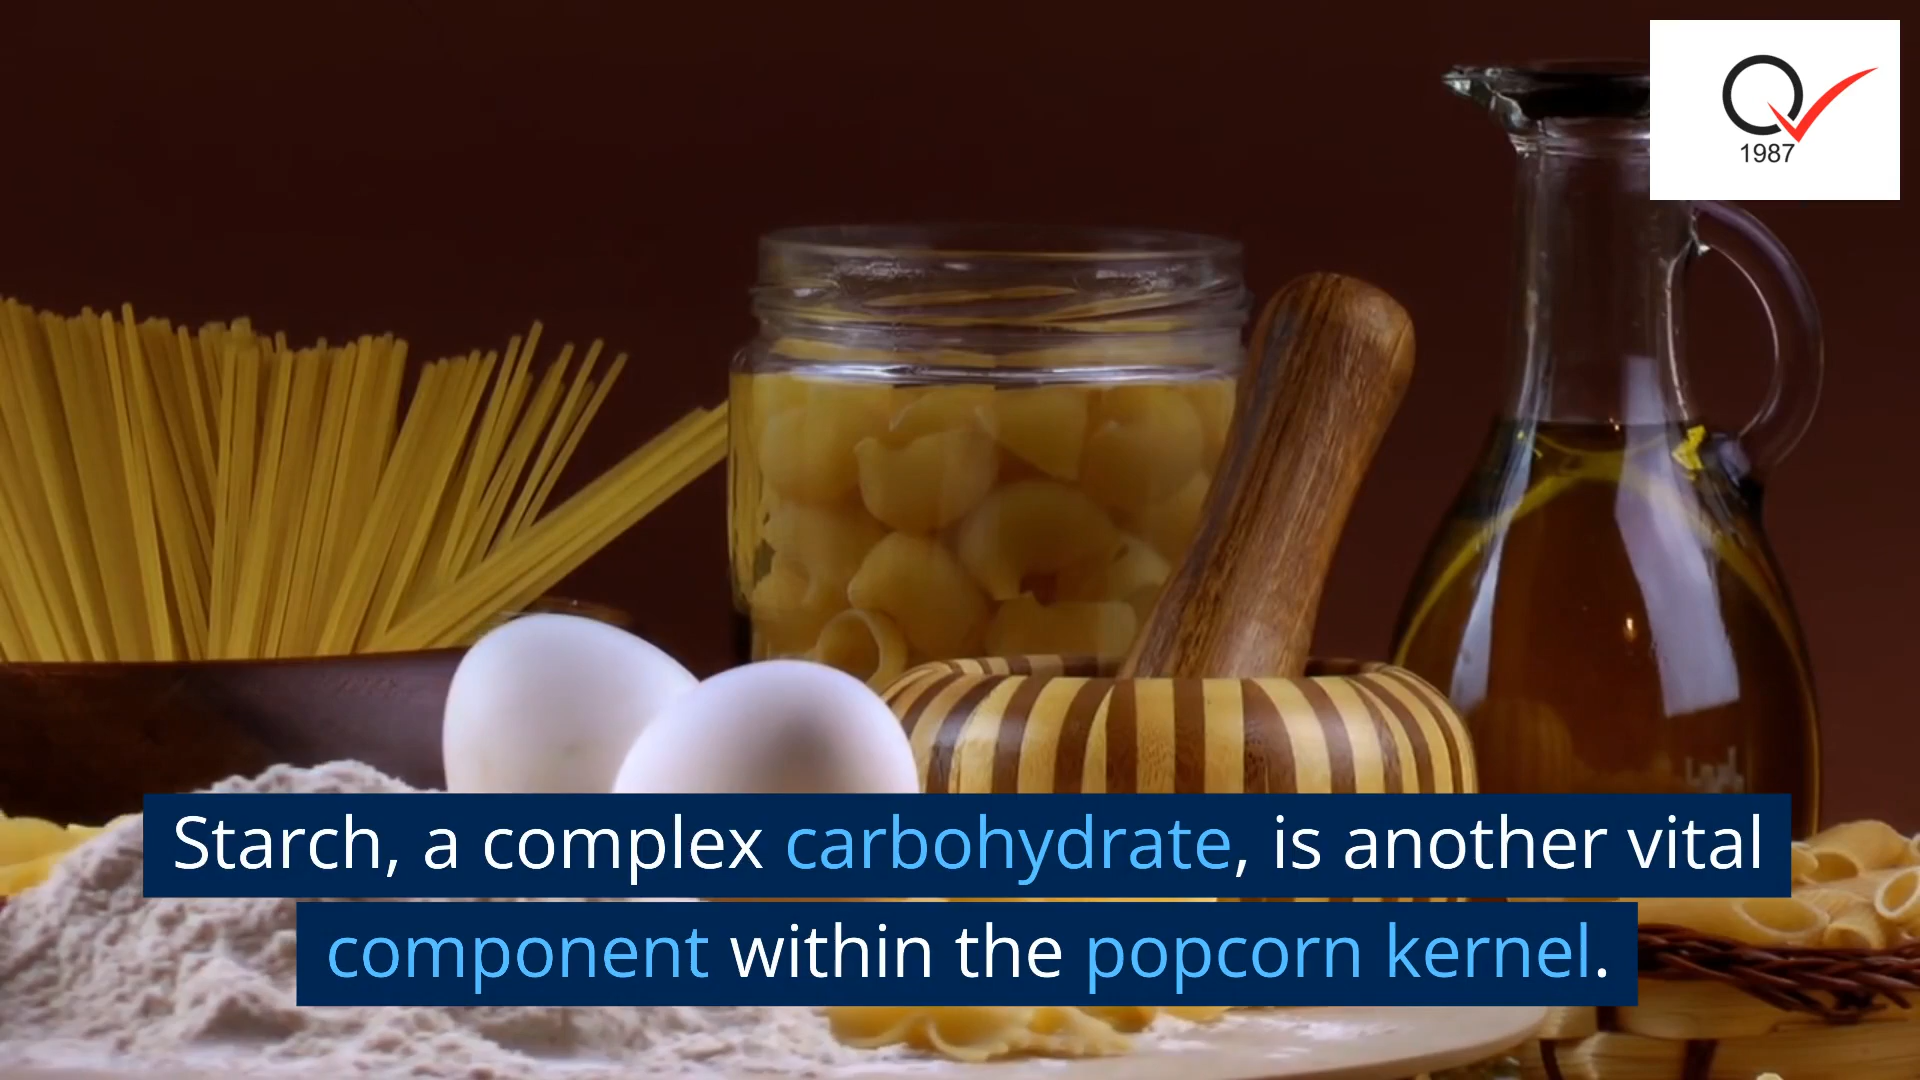 Q
1987
Starch, a complex carbohydrate, is another vital
component within the popcorn kernel.